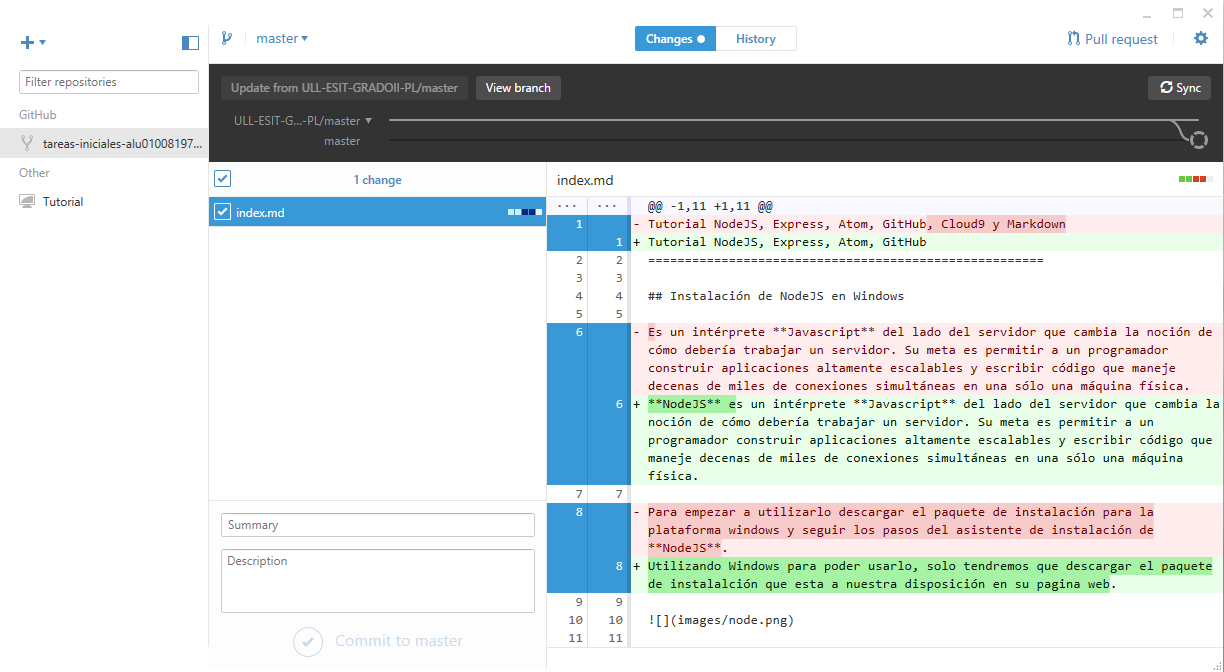 master
Changes
History
Pull request
Filter repositories
Update from ULL-ESIT-GRADOII-PL/master
View branch
Sync
GitHub
ULL-ESIT-G...-PL/master
tareas-iniciales-alu01008197...
master
Other
Tutorial
1 change
index.md
index.md
... ... @@ -1,11 +1,11 @@
1 - Tutorial NodeJS, Express, Atom, GitHub, Cloud9 y Markdown
1 + Tutorial NodeJS, Express, Atom, GitHub
2 2 =========================================================
3 3
4 4 ## Instalación de NodeJS en Windows
5 5
6 - Es un intérprete **Javascript** del lado del servidor que cambia la noción de
cómo debería trabajar un servidor. Su meta es permitir a un programador
construir aplicaciones altamente escalables y escribir código que maneje
decenas de miles de conexiones simultáneas en una sólo una máquina física.
6 + **NodeJS** es un intérprete **Javascript** del lado del servidor que cambia la
noción de cómo debería trabajar un servidor. Su meta es permitir a un
programador construir aplicaciones altamente escalables y escribir código que
maneje decenas de miles de conexiones simultáneas en una sólo una máquina
física.
7 7
8 - Para empezar a utilizarlo descargar el paquete de instalación para la
plataforma windows y seguir los pasos del asistente de instalación de
**NodeJS**.
8 + Utilizando Windows para poder usarlo, solo tendremos que descargar el paquete
de instalalción que esta a nuestra disposición en su pagina web.
9 9
10 10 ![](images/node.png)
11 11
Summary
Description
Commit to master